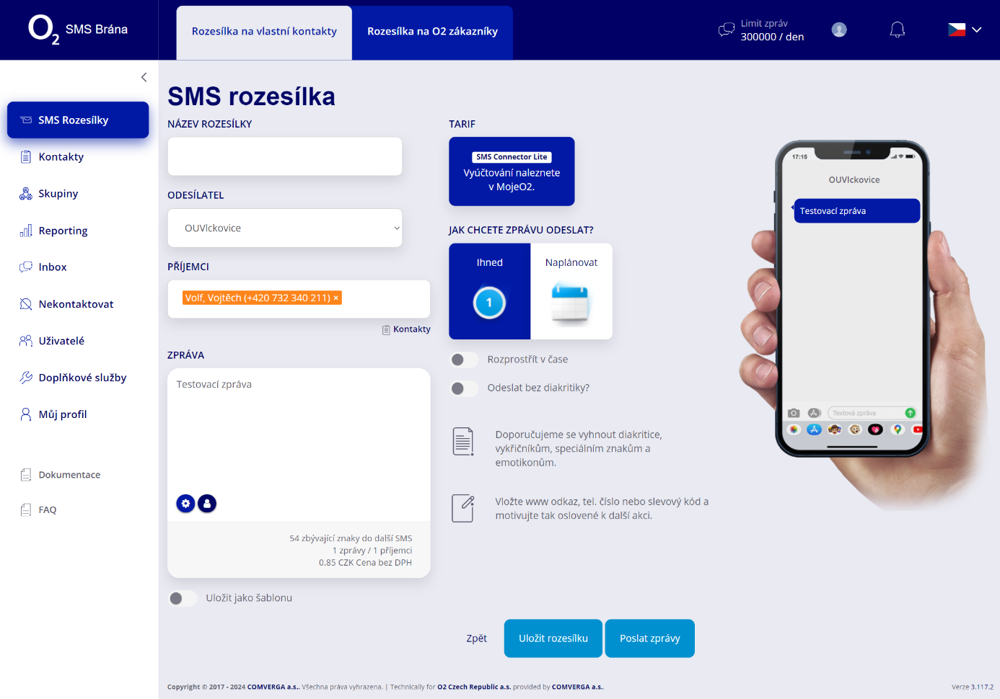 O2 SMS Brána
Rozesílka na vlastní kontakty
Rozesílka na O2 zákazníky
Limit zpráv
300000 / den
SMS Rozesílky
Kontakty
Skupiny
Reporting
Inbox
Nekontaktovat
Uživatelé
Doplňkové služby
Můj profil
Dokumentace
FAQ
SMS rozesílka
NÁZEV ROZESÍLKY
ODESÍLATEL
OUVlckovice
PŘÍJEMCI
Volf, Vojtěch (+420 732 340 211) ×
Kontakty
ZPRÁVA
Testovací zpráva
54 zbývající znaky do další SMS
1 zprávy / 1 příjemci
0.85 CZK Cena bez DPH
Uložit jako šablonu
TARIF
SMS Connector Lite
Vyúčtování naleznete
v MojeO2.
JAK CHCETE ZPRÁVU ODESLAT?
Ihned
1
Naplánovat
Rozprostřít v čase
Odeslat bez diakritiky?
Doporučujeme se vyhnout diakritice,
vykřičníkům, speciálním znakům a
emotikonům.
Vložte www odkaz, tel. číslo nebo slevový kód a
motivujte tak oslovené k další akci.
17:15
OUVlckovice
Testovací zpráva
Textová zpráva
Zpět
Uložit rozesílku
Poslat zprávy
Copyright © 2017 - 2024 COMVERGA a.s.. Všechna práva vyhrazena. | Technically for O2 Czech Republic a.s. provided by COMVERGA a.s..
Verze 3.117.2